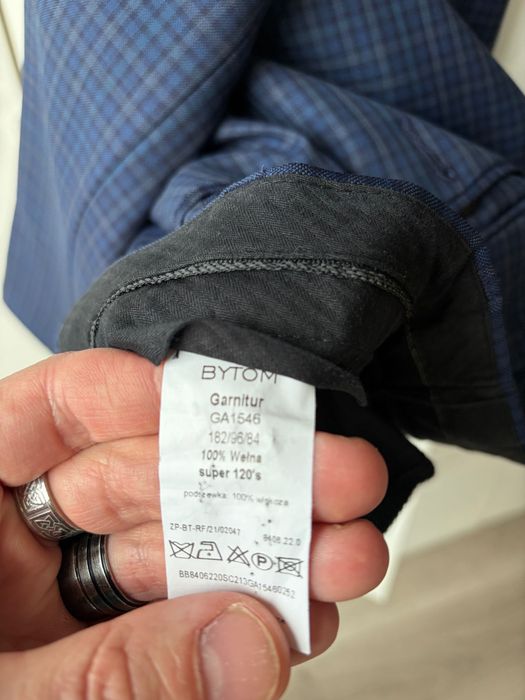 BYTOM
Garnitur
GA1546
182/96/84
100% Wełna
super 120's
podszewka: 100% wiskoza
ZP-BT-RF/21/02047 8406.22.0
P
BB8406220SC213GA15460252